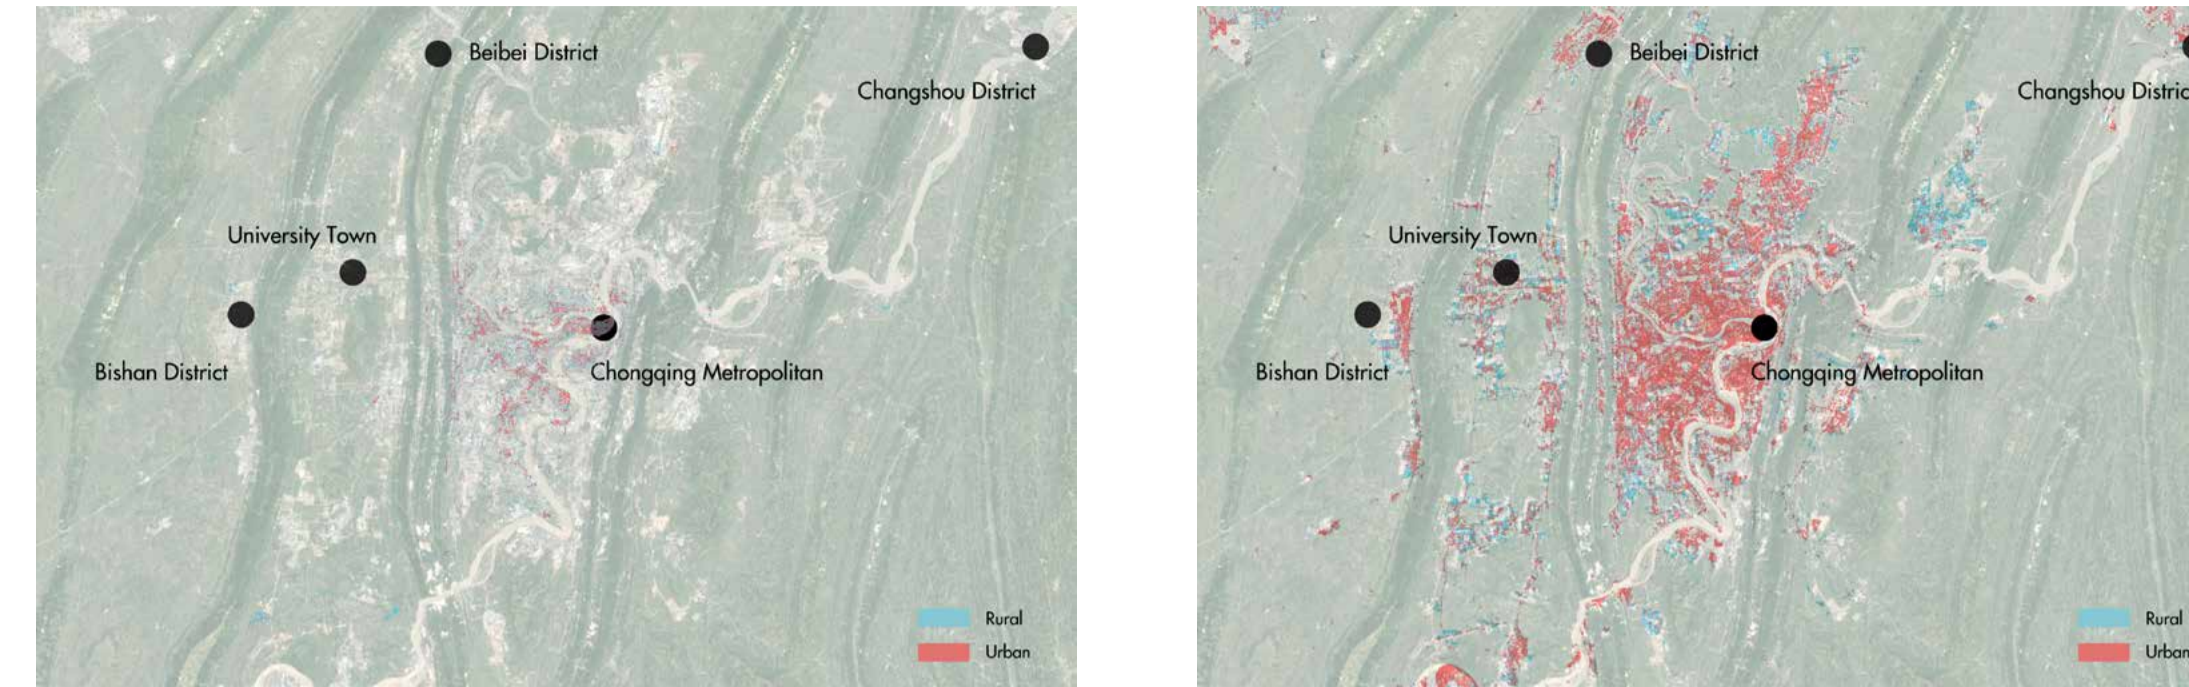 Beibei District
Changshou District
University Town
Bishan District
Chongqing Metropolitan
Rural
Urban
Beibei District
Changshou Distric
University Town
Bishan District
Chongqing Metropolitan
Rural
Urban